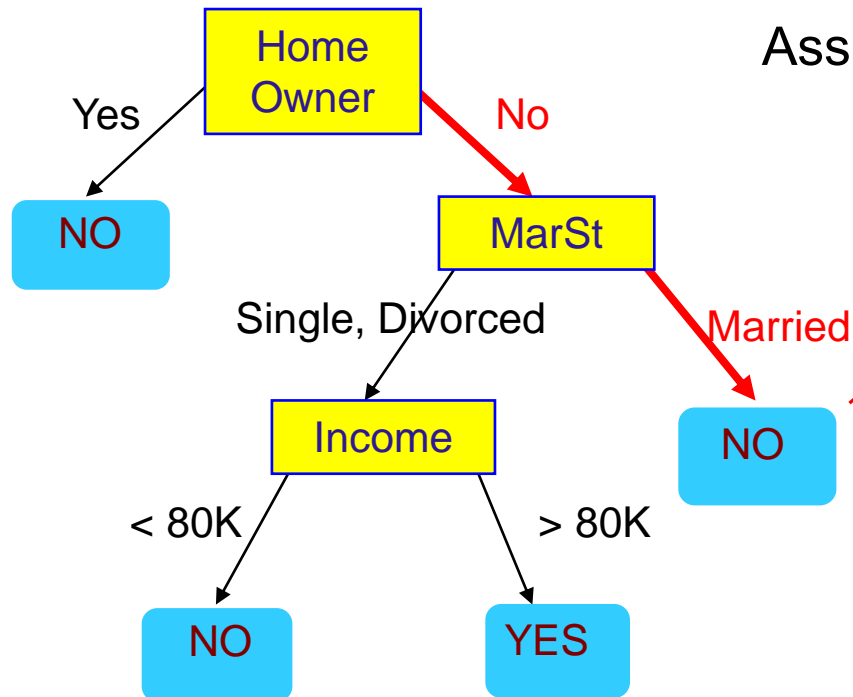 Home
Owner
Ass
Yes
No
NO
MarSt
Single, Divorced
Married
Income
NO
< 80K
> 80K
NO
YES